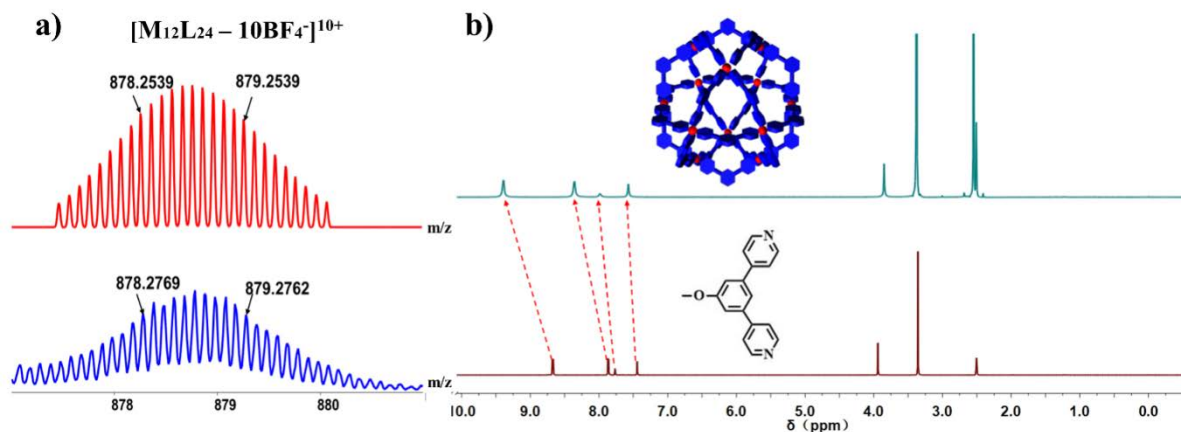 a)
[M₁₂L₂₄ – 10BF₄⁻]¹⁰⁺
878.2539
879.2539
m/z
878.2769
879.2762
m/z
878
879
880
b)
N
O
N
10.0 9.0 8.0 7.0 6.0 5.0 4.0 3.0 2.0 1.0 0.0
δ（ppm）